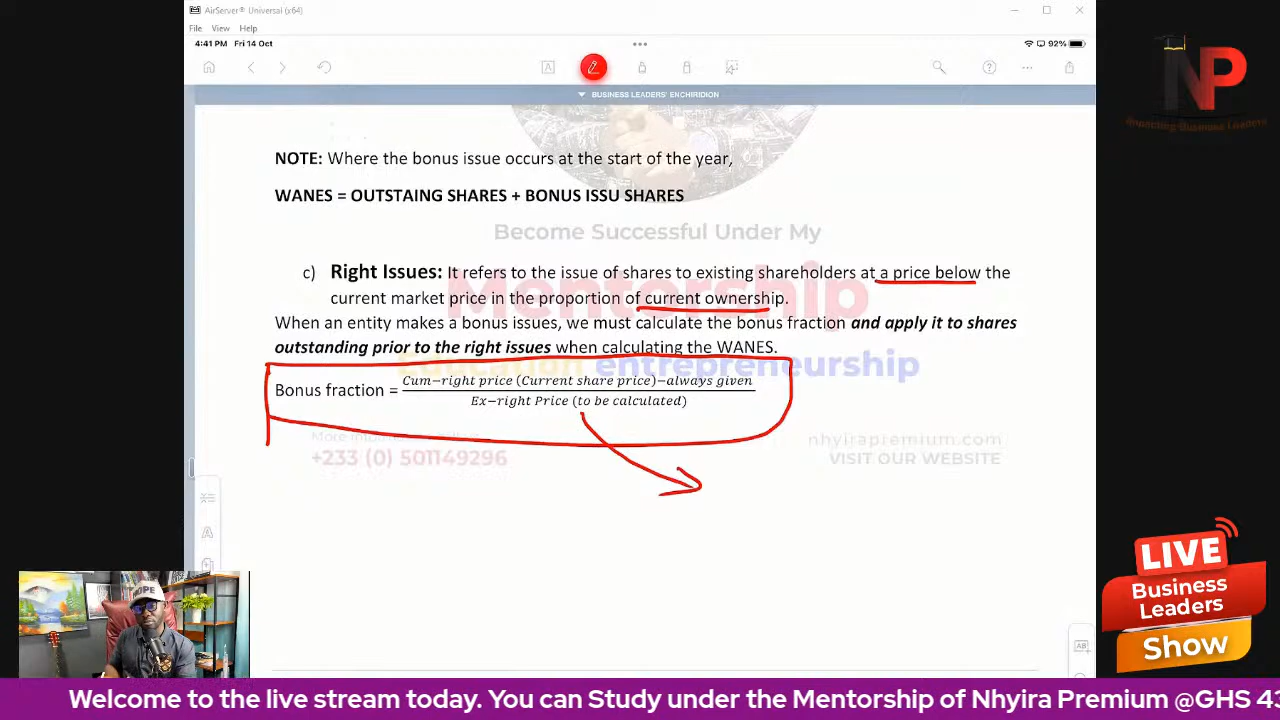 AirServer® Universal (x64)
File View Help
4:41 PM Fri 14 Oct
92%
BUSINESS LEADERS' ENCHIRIDION
NP
Impacting Business Leaders
NOTE: Where the bonus issue occurs at the start of the year,
WANES = OUTSTAING SHARES + BONUS ISSU SHARES
Become Successful Under My
Mentorship
c) Right Issues: It refers to the issue of shares to existing shareholders at a price below the
current market price in the proportion of current ownership.
When an entity makes a bonus issues, we must calculate the bonus fraction and apply it to shares
outstanding prior to the right issues when calculating the WANES.
Education entrepreneurship
Bonus fraction = Cum−right price (Current share price)−always given
Ex−right Price (to be calculated)
+233 (0) 501149296
nhyirapremium.com
VISIT OUR WEBSITE
LIVE
Business
Leaders
Show
Welcome to the live stream today. You can Study under the Mentorship of Nhyira Premium @GHS 43